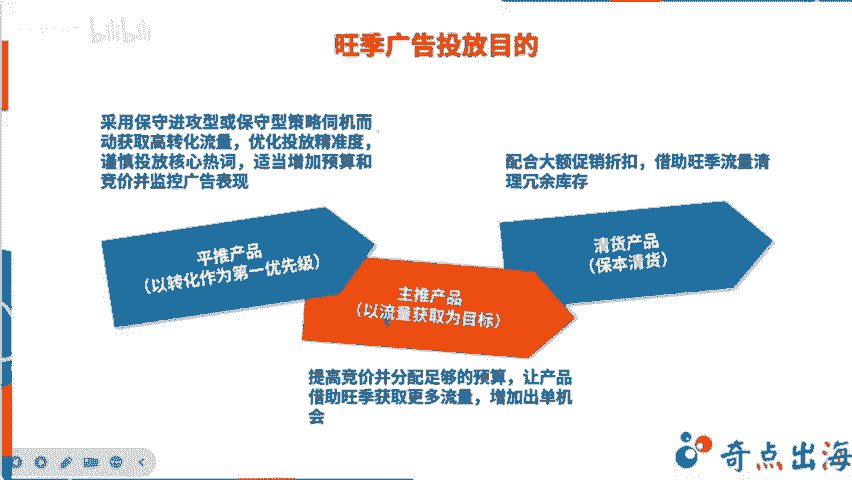 bilibili
旺季广告投放目的
采用保守进攻型或保守型策略伺机而
动获取高转化流量，优化投放精准度，
谨慎投放核心热词，适当增加预算和
竞价并监控广告表现
配合大额促销折扣，借助旺季流量清
理冗余库存
平推产品
（以转化作为第一优先级）
清货产品
（保本清货）
主推产品
（以流量获取为目标）
提高竞价并分配足够的预算，让产品
借助旺季获取更多流量，增加出单机
会
奇点出海